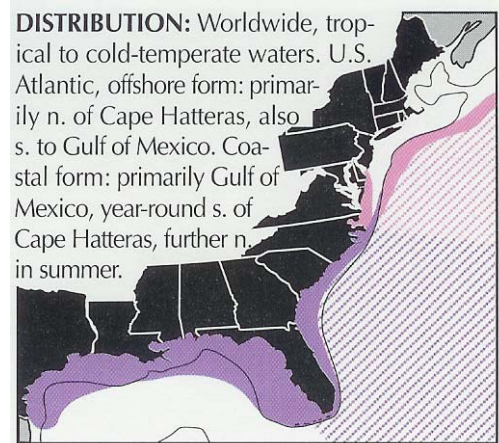 DISTRIBUTION: Worldwide, trop-
ical to cold-temperate waters. U.S.
Atlantic, offshore form: primar-
ily n. of Cape Hatteras, also
s. to Gulf of Mexico. Coa-
stal form: primarily Gulf of
Mexico, year-round s. of
Cape Hatteras, further n.
in summer.